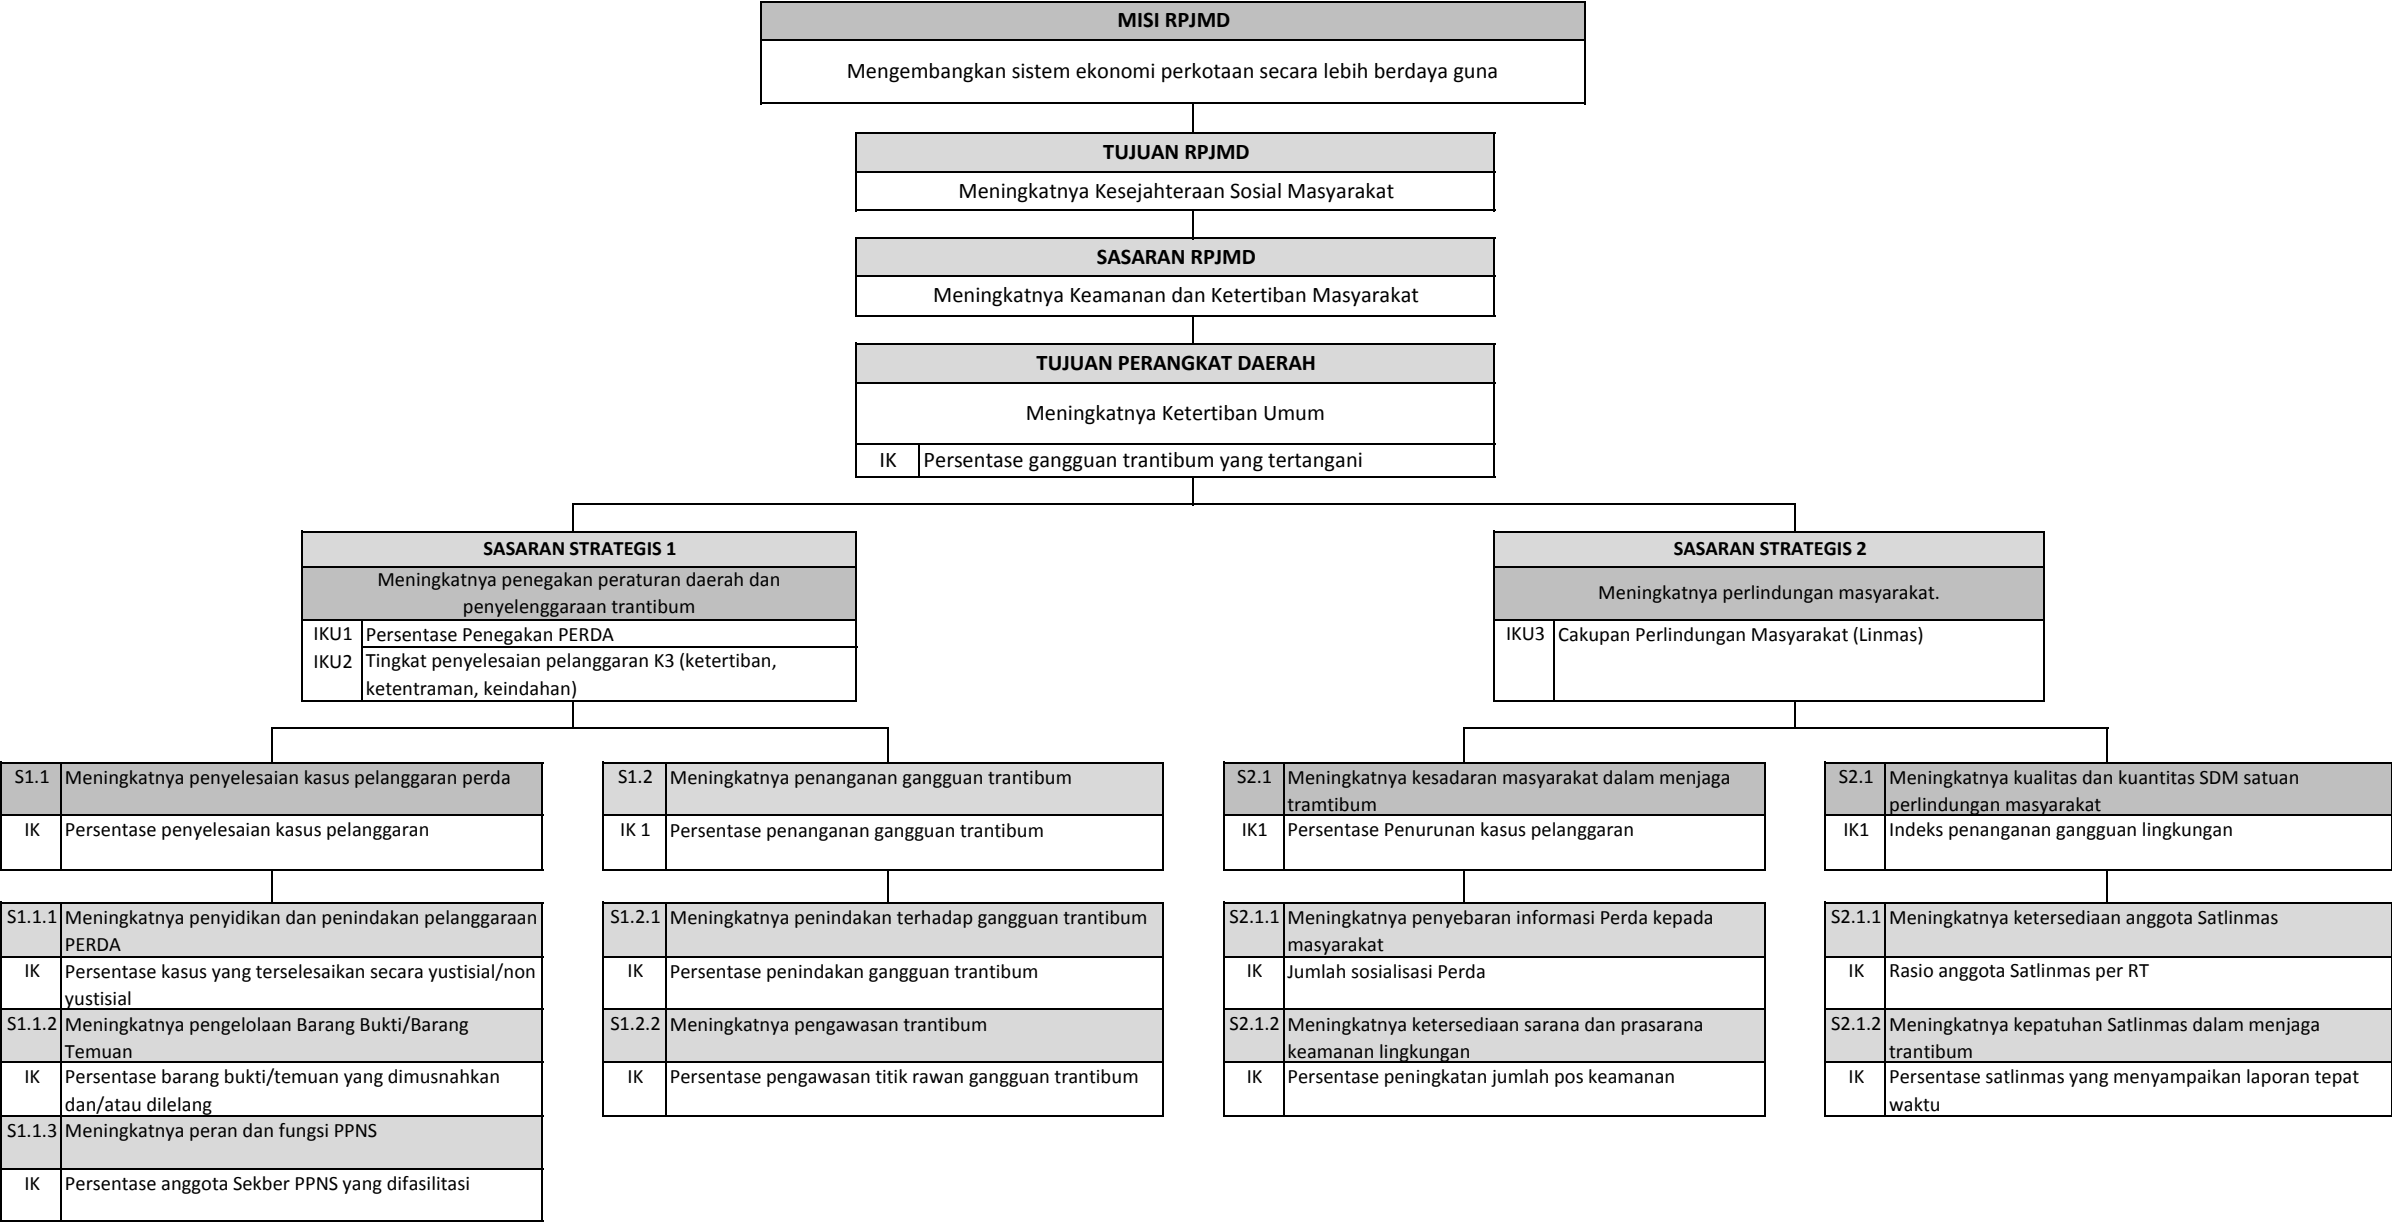 MISI RPJMD
Mengembangkan sistem ekonomi perkotaan secara lebih berdaya guna
TUJUAN RPJMD
Meningkatnya Kesejahteraan Sosial Masyarakat
SASARAN RPJMD
Meningkatnya Keamanan dan Ketertiban Masyarakat
TUJUAN PERANGKAT DAERAH
Meningkatnya Ketertiban Umum
IK Persentase gangguan trantibum yang tertangani
SASARAN STRATEGIS 1
Meningkatnya penegakan peraturan daerah dan
penyelenggaraan trantibum
IKU1 Persentase Penegakan PERDA
IKU2 Tingkat penyelesaian pelanggaran K3 (ketertiban,
ketentraman, keindahan)
SASARAN STRATEGIS 2
Meningkatnya perlindungan masyarakat.
IKU3 Cakupan Perlindungan Masyarakat (Linmas)
S1.1 Meningkatnya penyelesaian kasus pelanggaran perda
IK Persentase penyelesaian kasus pelanggaran
S1.1.1 Meningkatnya penyidikan dan penindakan pelanggaraan
PERDA
IK Persentase kasus yang terselesaikan secara yustisial/non
yustisial
S1.1.2 Meningkatnya pengelolaan Barang Bukti/Barang
Temuan
IK Persentase barang bukti/temuan yang dimusnahkan
dan/atau dilelang
S1.1.3 Meningkatnya peran dan fungsi PPNS
IK Persentase anggota Sekber PPNS yang difasilitasi
S1.2 Meningkatnya penanganan gangguan trantibum
IK 1 Persentase penanganan gangguan trantibum
S1.2.1 Meningkatnya penindakan terhadap gangguan trantibum
IK Persentase penindakan gangguan trantibum
S1.2.2 Meningkatnya pengawasan trantibum
IK Persentase pengawasan titik rawan gangguan trantibum
S2.1 Meningkatnya kesadaran masyarakat dalam menjaga
tramtibum
IK1 Persentase Penurunan kasus pelanggaran
S2.1.1 Meningkatnya penyebaran informasi Perda kepada
masyarakat
IK Jumlah sosialisasi Perda
S2.1.2 Meningkatnya ketersediaan sarana dan prasarana
keamanan lingkungan
IK Persentase peningkatan jumlah pos keamanan
S2.1 Meningkatnya kualitas dan kuantitas SDM satuan
perlindungan masyarakat
IK1 Indeks penanganan gangguan lingkungan
S2.1.1 Meningkatnya ketersediaan anggota Satlinmas
IK Rasio anggota Satlinmas per RT
S2.1.2 Meningkatnya kepatuhan Satlinmas dalam menjaga
trantibum
IK Persentase satlinmas yang menyampaikan laporan tepat
waktu